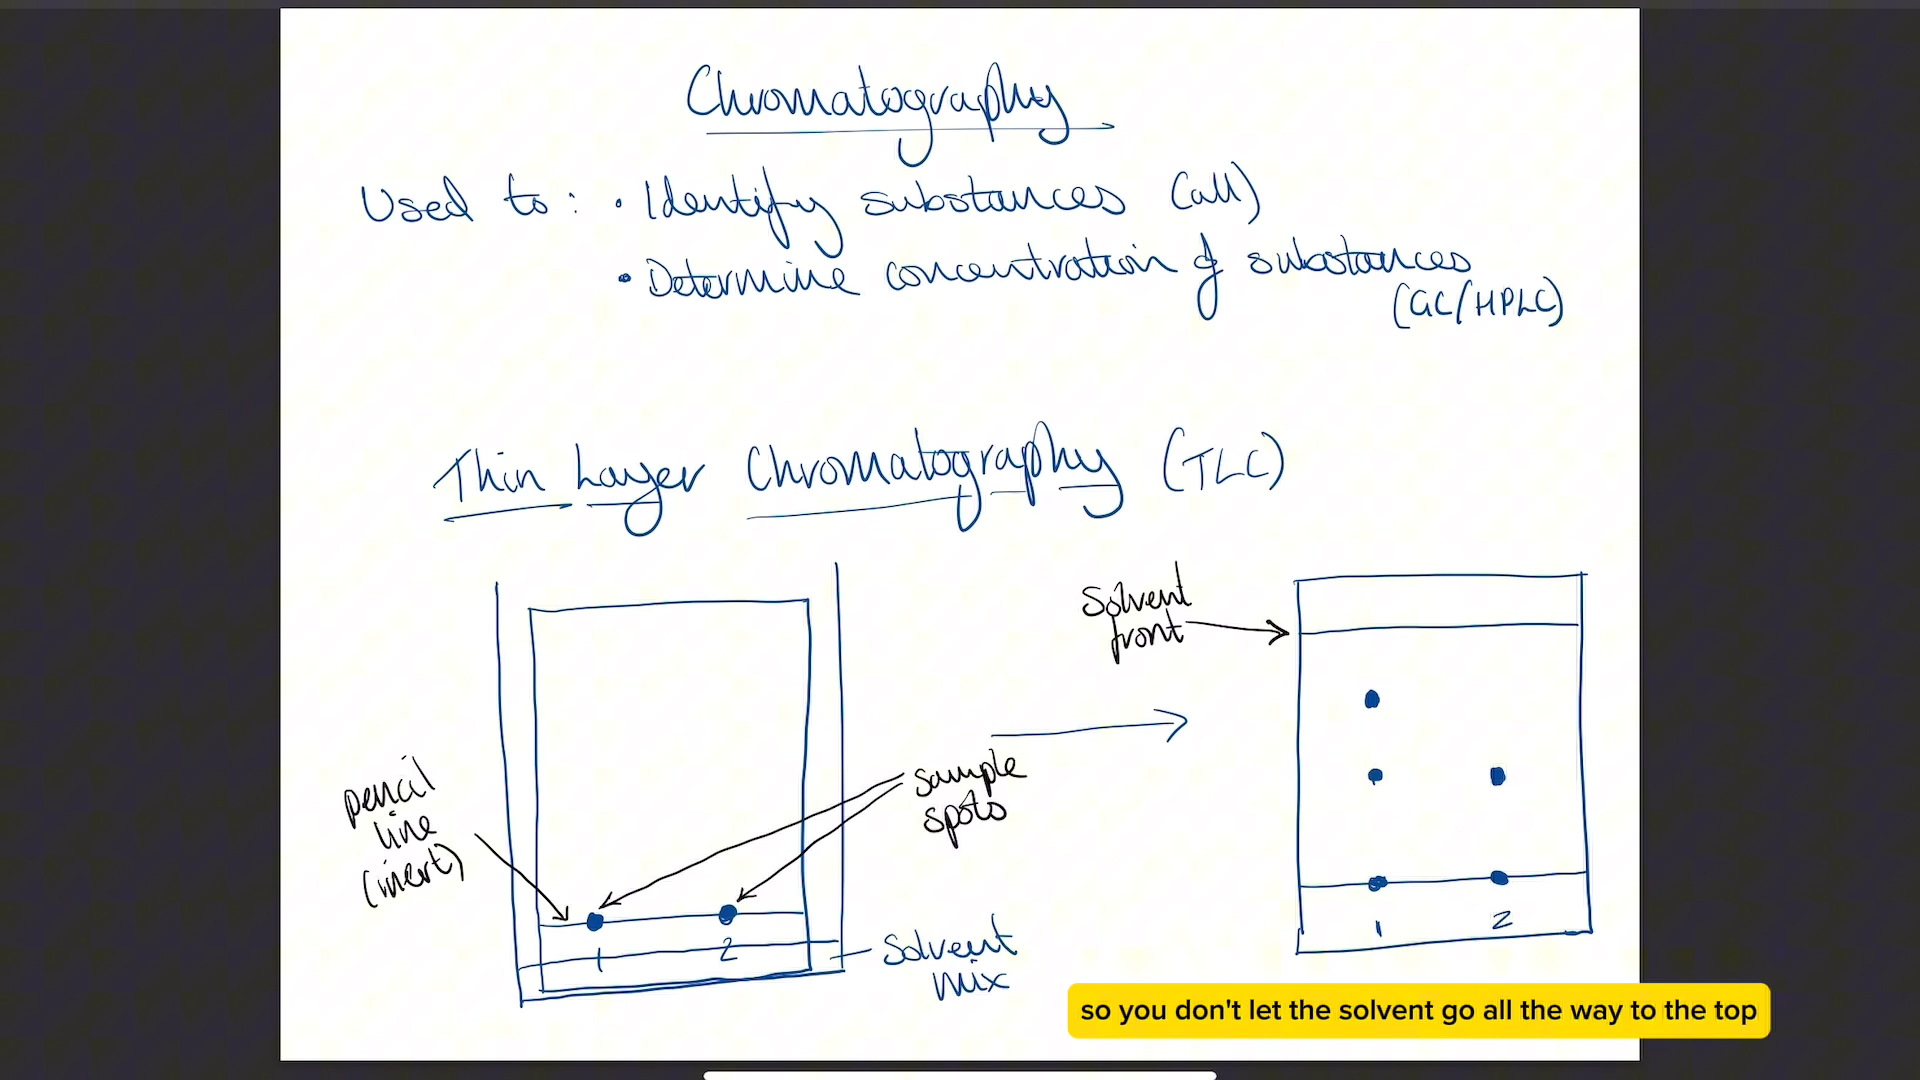 Chromatography
Used to: • Identify substances (all)
• Determine concentration of substances
(GC/HPLC)
Thin Layer Chromatography (TLC)
Solvent
front
pencil
line
(inert)
sample
spots
1 2
Solvent
mix
1 2
so you don't let the solvent go all the way to the top